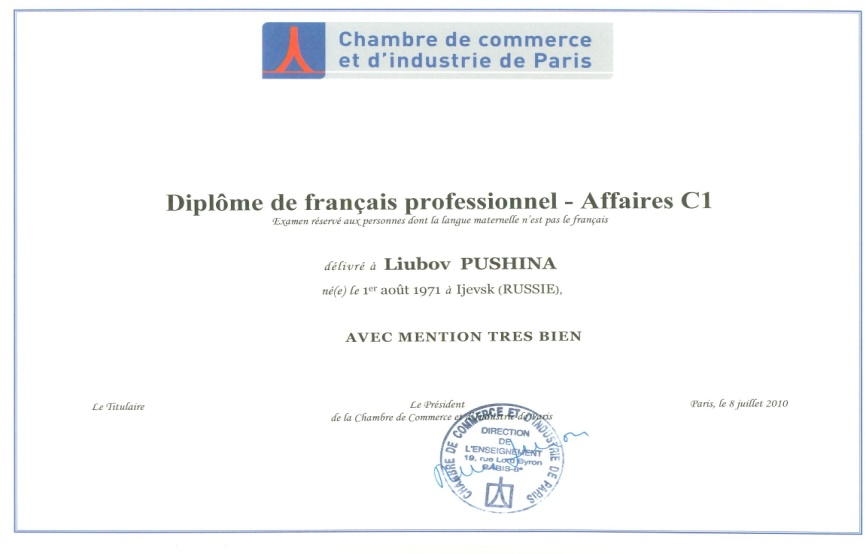 Chambre de commerce
et d'industrie de Paris
Diplôme de français professionnel - Affaires C1
Examen réservé aux personnes dont la langue maternelle n'est pas le français
délivré à Liubov PUSHINA
né(e) le 1er août 1971 à Ijevsk (RUSSIE),
AVEC MENTION TRES BIEN
Le Titulaire
Le Président
de la Chambre de Commerce et d'Industrie de Paris
Paris, le 8 juillet 2010
CHAMBRE DE COMMERCE ET D'INDUSTRIE DE PARIS
DIRECTION
DE
L'ENSEIGNEMENT
19, rue Lord Byron
PARIS-8e